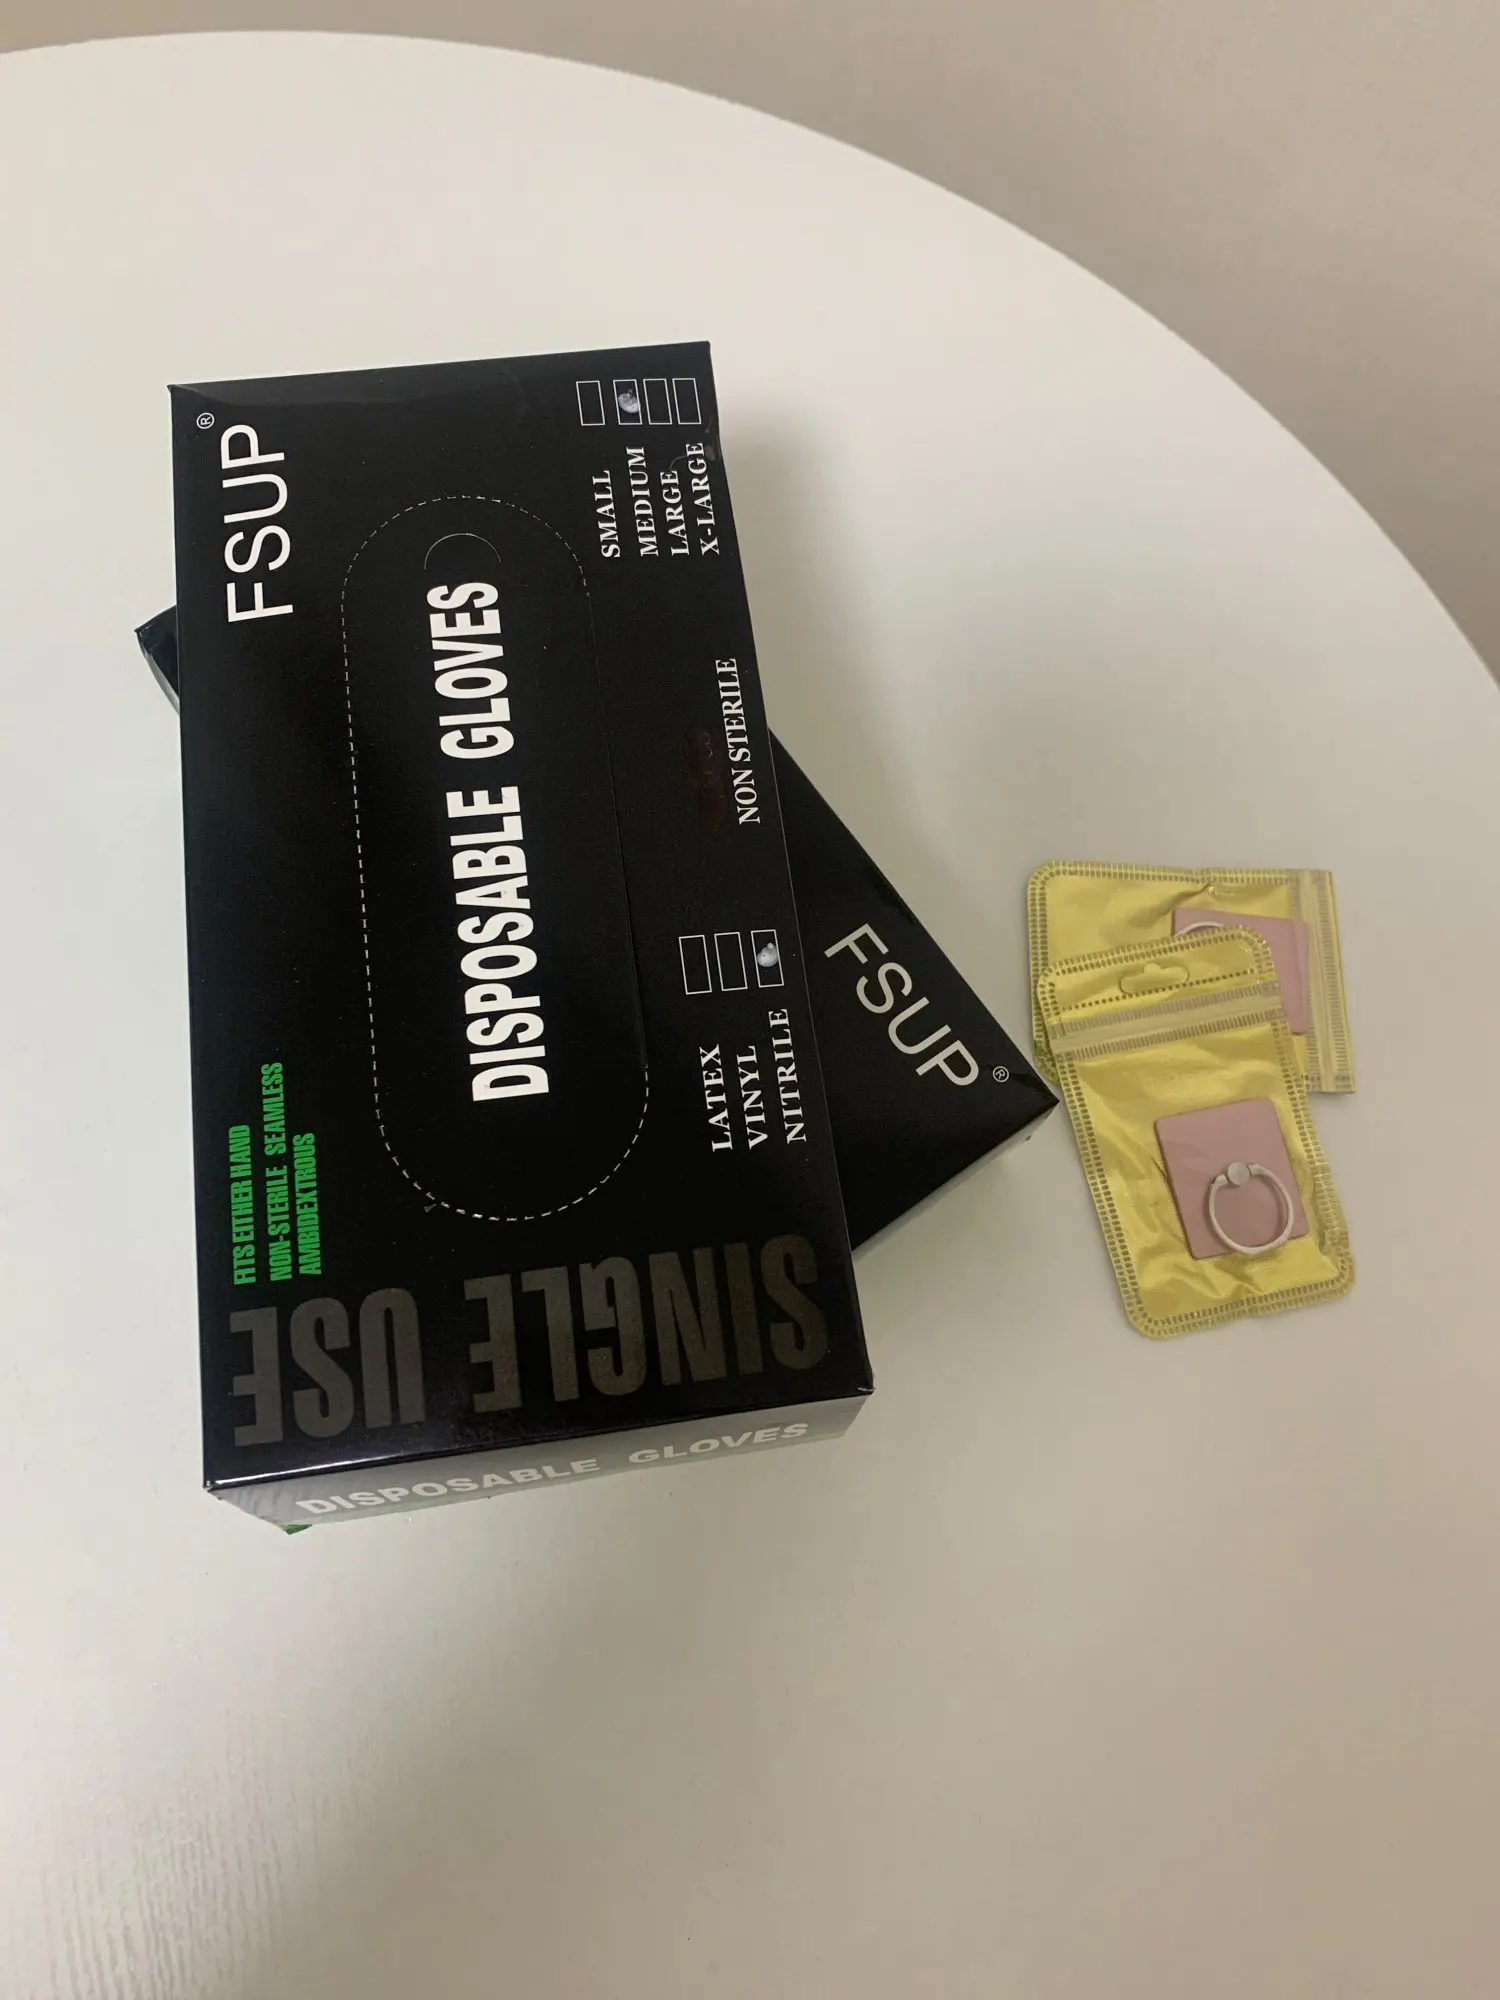 FSUP®
DISPOSABLE GLOVES
SMALL
MEDIUM
LARGE
X-LARGE
NON STERILE
LATEX
VINYL
NITRILE
FITS EITHER HAND
NON-STERILE SEAMLESS
AMBIDEXTROUS
SINGLE USE
DISPOSABLE GLOVES
FSUP®